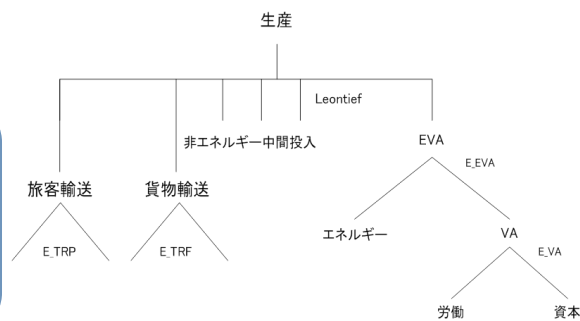 生産
Leontief
非エネルギー中間投入
EVA
E_EVA
旅客輸送
貨物輸送
エネルギー
VA
E_TRP
E_TRF
E_VA
労働
資本